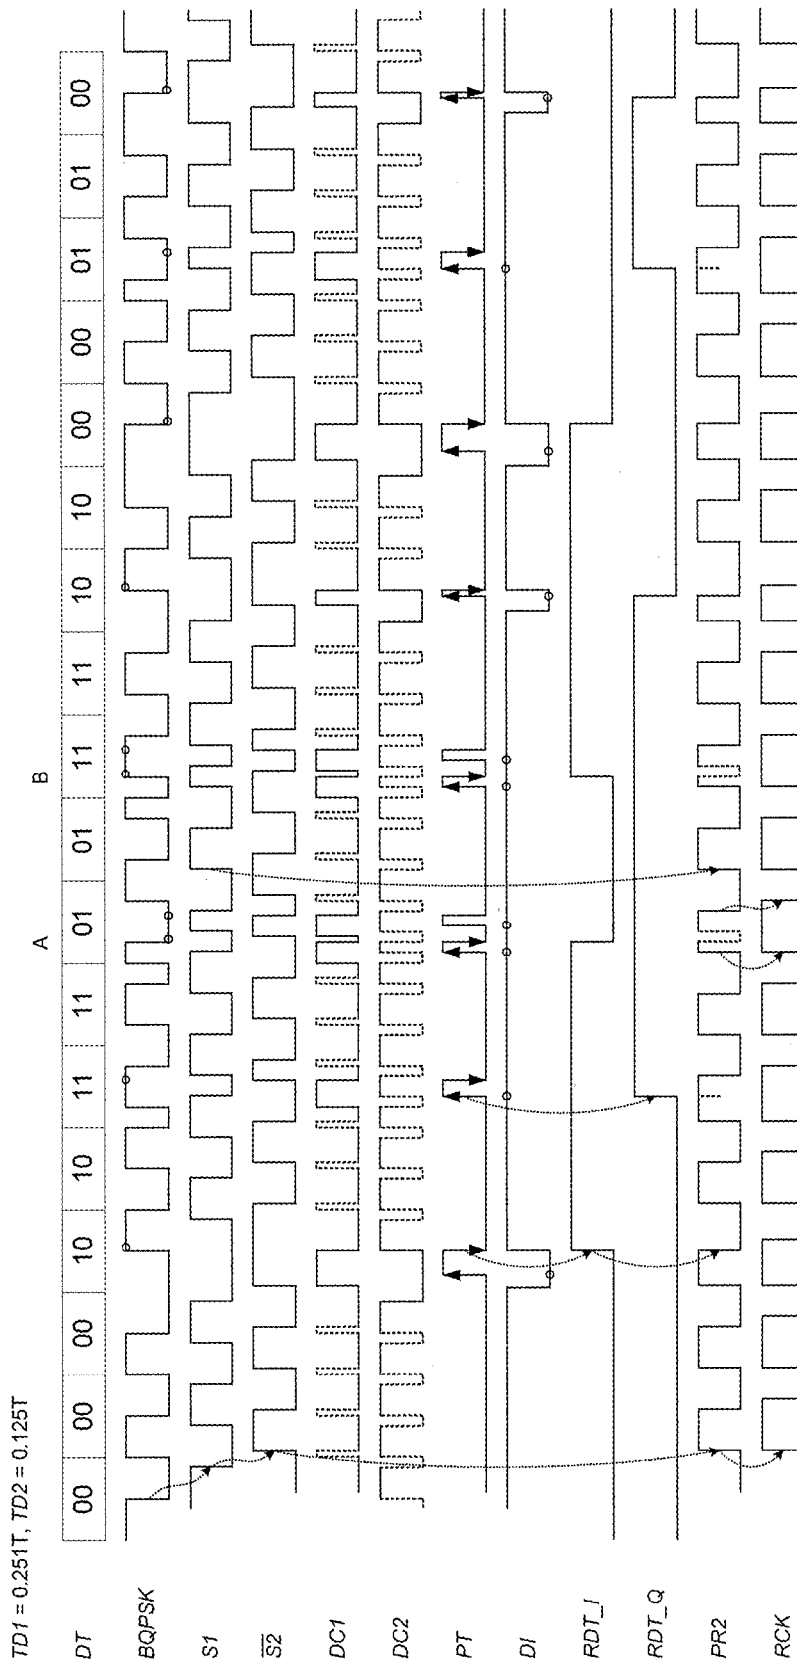 TD1 = 0.251T, TD2 = 0.125T
A B
DT 00 00 00 10 10 11 11 01 01 11 11 10 10 00 00 01 01 00
BQPSK
S1
S̅2̅
DC1
DC2
PT
DI
RDT_I
RDT_Q
PR2
RCK